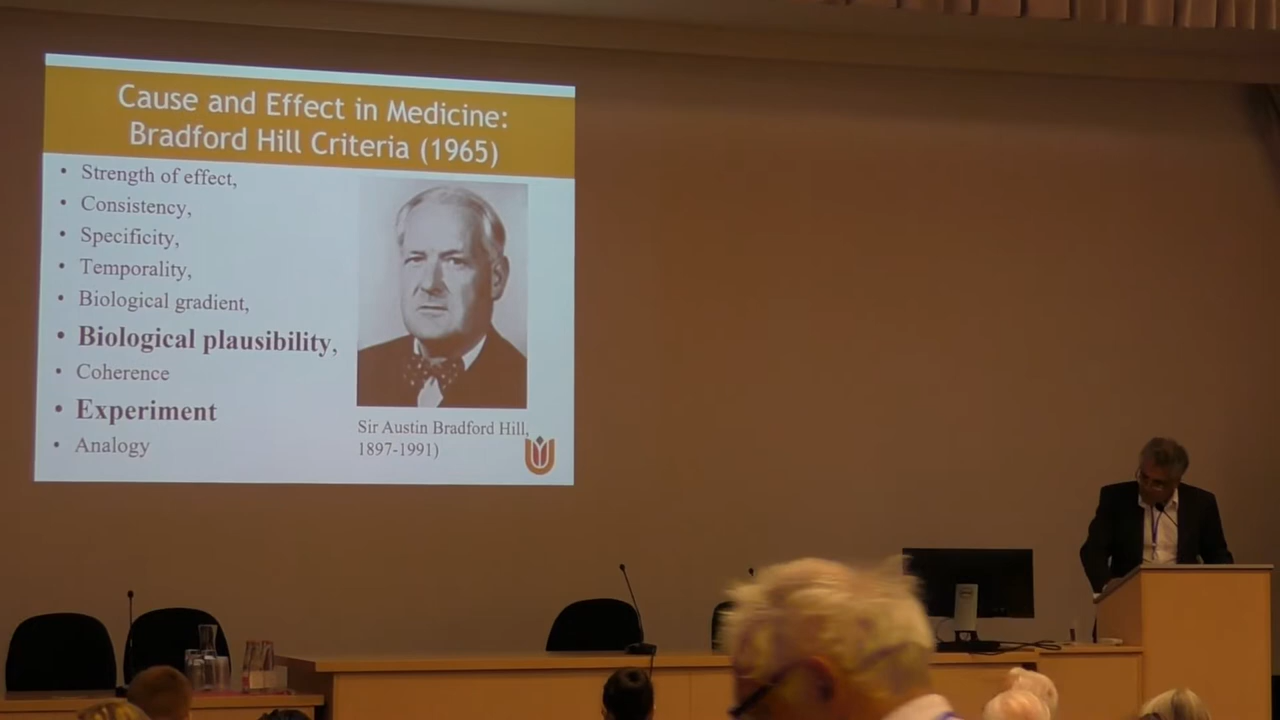 Cause and Effect in Medicine:
Bradford Hill Criteria (1965)
• Strength of effect,
• Consistency,
• Specificity,
• Temporality,
• Biological gradient,
• Biological plausibility,
• Coherence
• Experiment
• Analogy
Sir Austin Bradford Hill,
1897-1991)